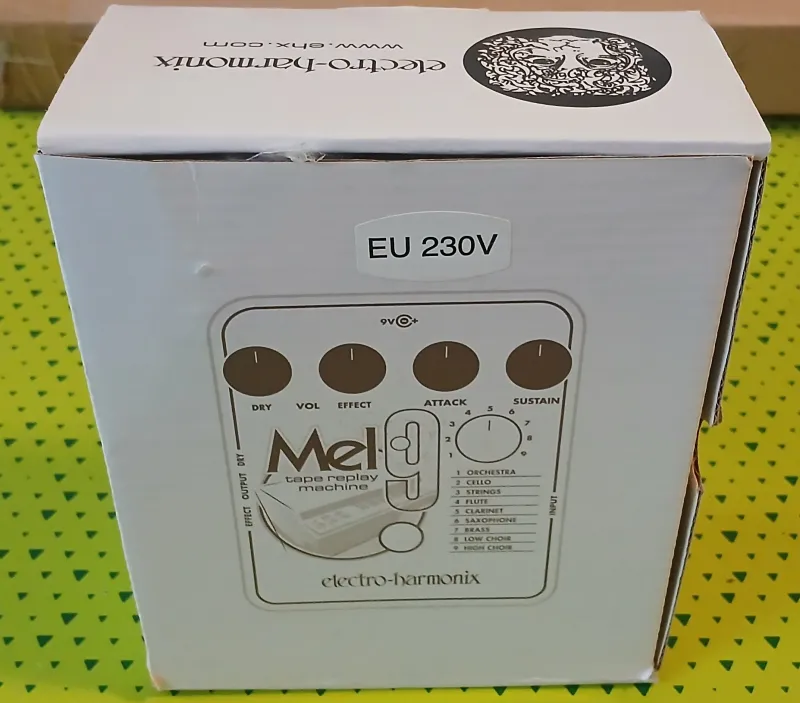 electro-harmonix
www.ehx.com
EU 230V
9V +
DRY VOL EFFECT ATTACK SUSTAIN
Mel9
tape replay
machine
EFFECT OUTPUT DRY
1 2 3 4 5 6 7 8 9
1 ORCHESTRA
2 CELLO
3 STRINGS
4 FLUTE
5 CLARINET
6 SAXOPHONE
7 BRASS
8 LOW CHOIR
9 HIGH CHOIR
INPUT
electro-harmonix